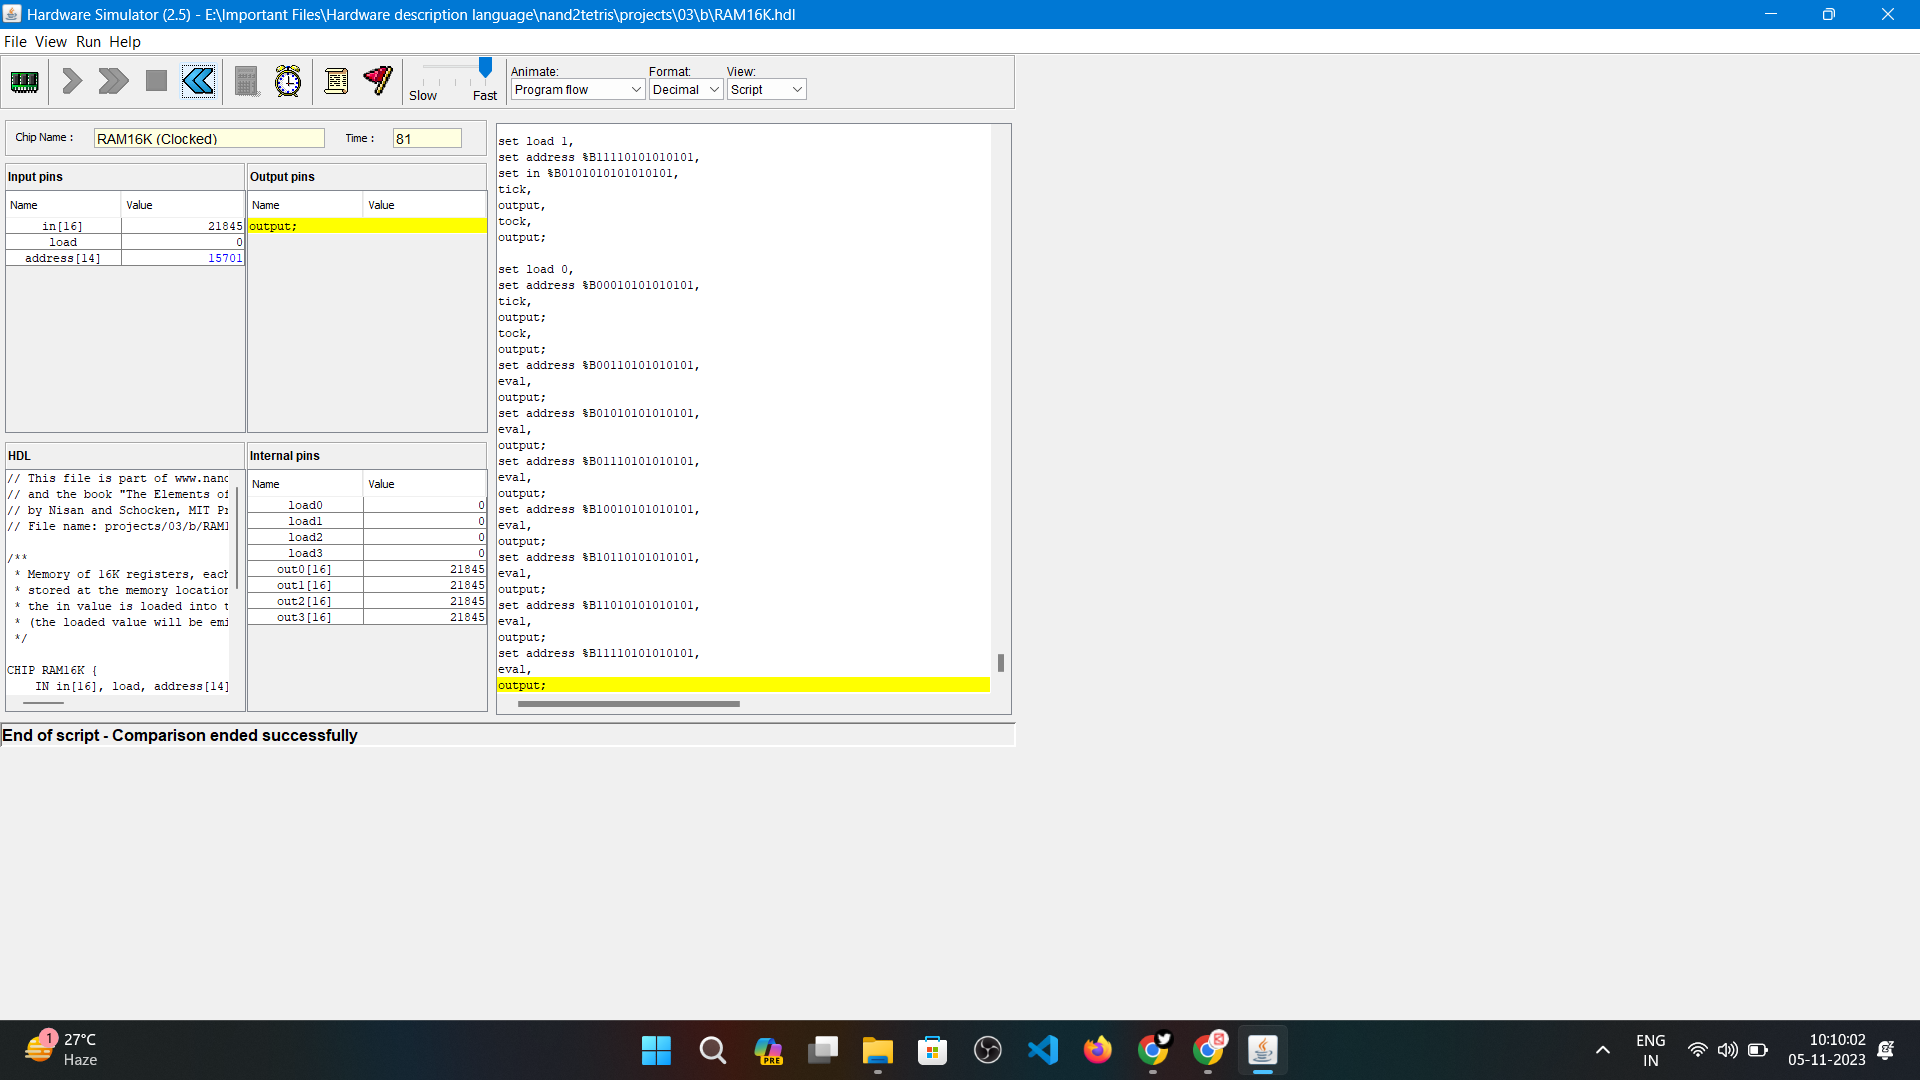 Hardware Simulator (2.5) - E:\Important Files\Hardware description language\nand2tetris\projects\03\b\RAM16K.hdl
File View Run Help
Slow Fast
Animate: Format: View:
Program flow Decimal Script
Chip Name : RAM16K (Clocked) Time : 81
Input pins
Name Value
in[16] 21845
load 0
address[14] 15701
Output pins
Name Value
output;
HDL
// This file is part of www.nand
// and the book "The Elements of
// by Nisan and Schocken, MIT Pr
// File name: projects/03/b/RAM1
/**
* Memory of 16K registers, each
* stored at the memory location
* the in value is loaded into t
* (the loaded value will be emi
*/
CHIP RAM16K {
IN in[16], load, address[14]
Internal pins
Name Value
load0 0
load1 0
load2 0
load3 0
out0[16] 21845
out1[16] 21845
out2[16] 21845
out3[16] 21845
set load 1,
set address %B11110101010101,
set in %B0101010101010101,
tick,
output,
tock,
output;
set load 0,
set address %B00010101010101,
tick,
output;
tock,
output;
set address %B00110101010101,
eval,
output;
set address %B01010101010101,
eval,
output;
set address %B01110101010101,
eval,
output;
set address %B10010101010101,
eval,
output;
set address %B10110101010101,
eval,
output;
set address %B11010101010101,
eval,
output;
set address %B11110101010101,
eval,
output;
End of script - Comparison ended successfully
1
27°C
Haze
PRE
ENG
IN
10:10:02
05-11-2023